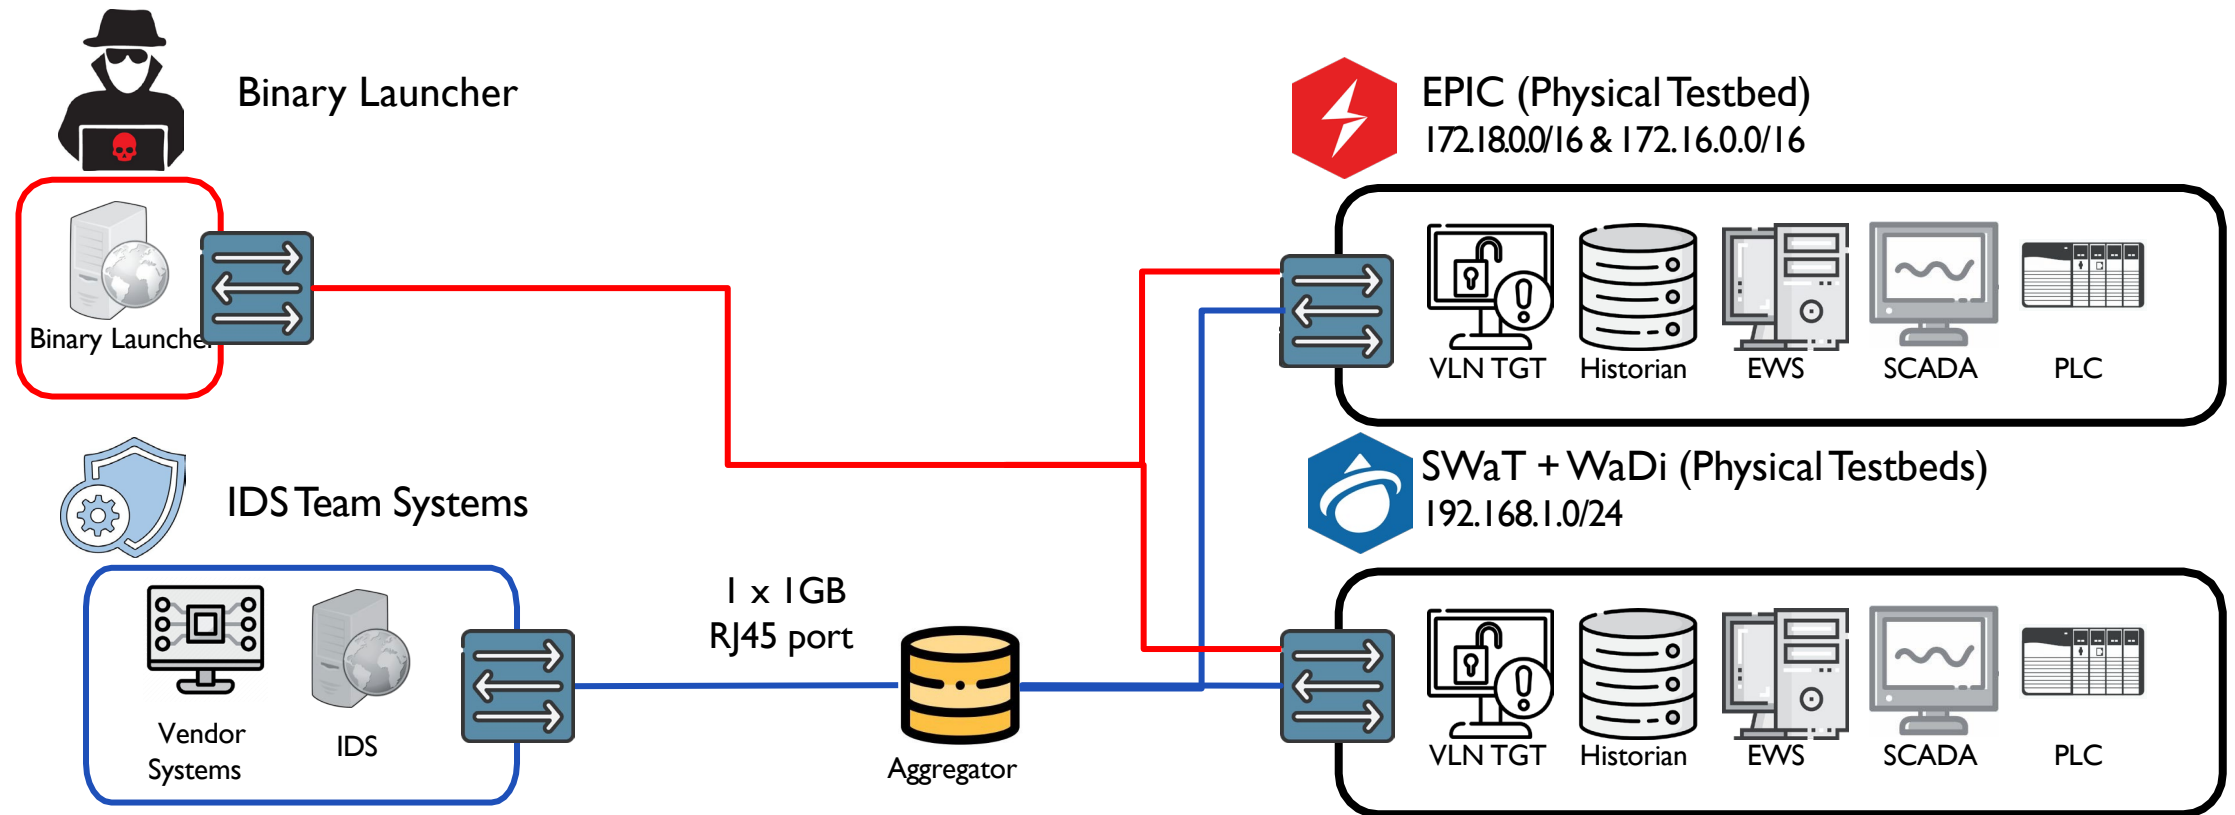 Binary Launcher
EPIC (Physical Testbed)
172.18.0.0/16 & 172.16.0.0/16
Binary Launcher
VLN TGT
Historian
EWS
SCADA
PLC
IDS Team Systems
SWaT + WaDi (Physical Testbeds)
192.168.1.0/24
1 x 1GB
RJ45 port
Vendor
Systems
IDS
Aggregator
VLN TGT
Historian
EWS
SCADA
PLC